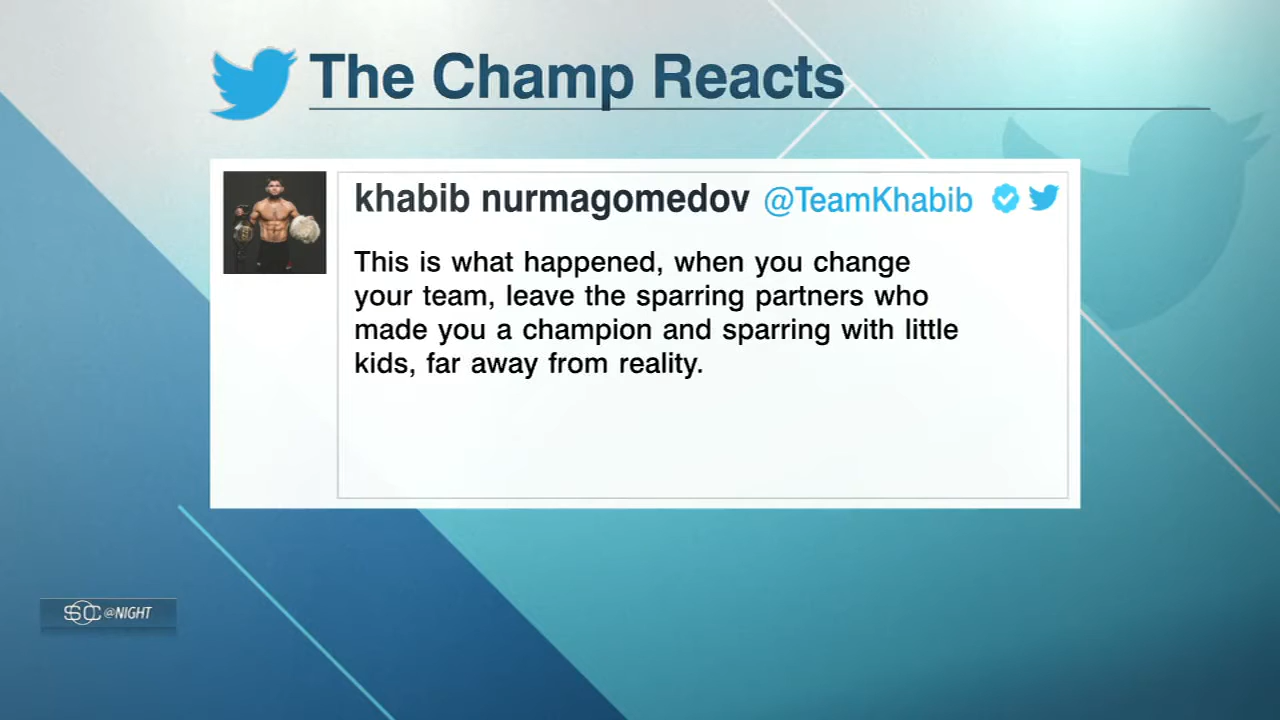 The Champ Reacts
khabib nurmagomedov @TeamKhabib
This is what happened, when you change
your team, leave the sparring partners who
made you a champion and sparring with little
kids, far away from reality.
SC @NIGHT